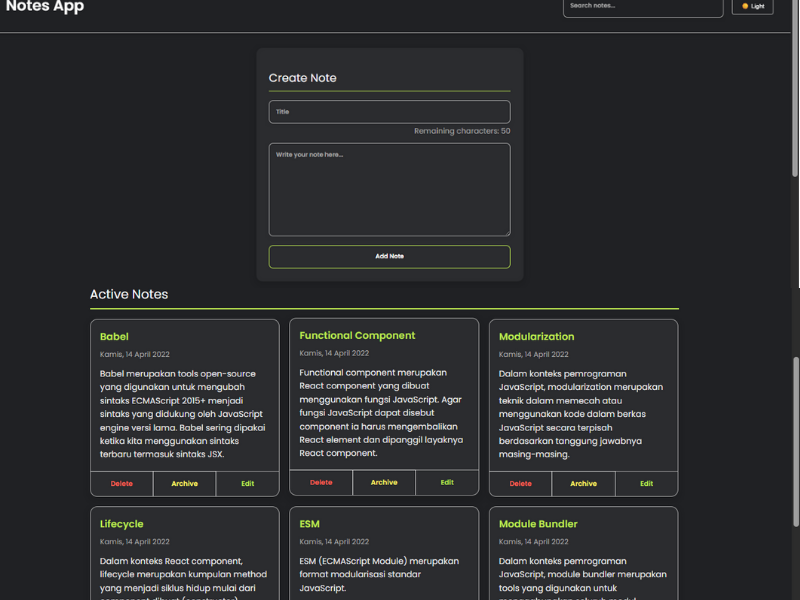 Notes App
Search notes...
Light
Create Note
Title
Remaining characters: 50
Write your note here...
Add Note
Active Notes
Babel
Kamis, 14 April 2022
Babel merupakan tools open-source
yang digunakan untuk mengubah
sintaks ECMAScript 2015+ menjadi
sintaks yang didukung oleh JavaScript
engine versi lama. Babel sering dipakai
ketika kita menggunakan sintaks
terbaru termasuk sintaks JSX.
Delete
Archive
Edit
Functional Component
Kamis, 14 April 2022
Functional component merupakan
React component yang dibuat
menggunakan fungsi JavaScript. Agar
fungsi JavaScript dapat disebut
component ia harus mengembalikan
React element dan dipanggil layaknya
React component.
Delete
Archive
Edit
Modularization
Kamis, 14 April 2022
Dalam konteks pemrograman
JavaScript, modularization merupakan
teknik dalam memecah atau
menggunakan kode dalam berkas
JavaScript secara terpisah
berdasarkan tanggung jawabnya
masing-masing.
Delete
Archive
Edit
Lifecycle
Kamis, 14 April 2022
Dalam konteks React component,
lifecycle merupakan kumpulan method
yang menjadi siklus hidup mulai dari
ESM
Kamis, 14 April 2022
ESM (ECMAScript Module) merupakan
format modularisasi standar
JavaScript.
Module Bundler
Kamis, 14 April 2022
Dalam konteks pemrograman
JavaScript, module bundler merupakan
tools yang digunakan untuk